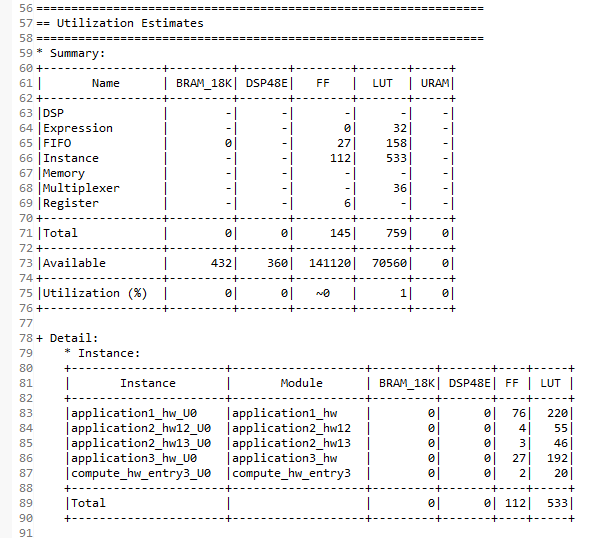 56 ================================================================
57 == Utilization Estimates
58 ================================================================
59 * Summary:
60 +-----------------+---------+-------+--------+-------+-----+
61 |       Name      | BRAM_18K| DSP48E|   FF   |  LUT  | URAM|
62 +-----------------+---------+-------+--------+-------+-----+
63 |DSP              |        -|      -|       -|      -|    -|
64 |Expression       |        -|      -|       0|     32|    -|
65 |FIFO             |        0|      -|      27|    158|    -|
66 |Instance         |        -|      -|     112|    533|    -|
67 |Memory           |        -|      -|       -|      -|    -|
68 |Multiplexer      |        -|      -|       -|     36|    -|
69 |Register         |        -|      -|       6|      -|    -|
70 +-----------------+---------+-------+--------+-------+-----+
71 |Total            |        0|      0|     145|    759|    0|
72 +-----------------+---------+-------+--------+-------+-----+
73 |Available        |      432|    360|  141120|  70560|    0|
74 +-----------------+---------+-------+--------+-------+-----+
75 |Utilization (%)  |        0|      0|   ~0   |      1|    0|
76 +-----------------+---------+-------+--------+-------+-----+
77
78 + Detail:
79     * Instance:
80     +----------------------+--------------------+---------+-------+----+-----+
81     |       Instance       |       Module       | BRAM_18K| DSP48E| FF | LUT |
82     +----------------------+--------------------+---------+-------+----+-----+
83     |application1_hw_U0    |application1_hw     |        0|      0|  76|  220|
84     |application2_hw12_U0  |application2_hw12   |        0|      0|   4|   55|
85     |application2_hw13_U0  |application2_hw13   |        0|      0|   3|   46|
86     |application3_hw_U0    |application3_hw     |        0|      0|  27|  192|
87     |compute_hw_entry3_U0  |compute_hw_entry3   |        0|      0|   2|   20|
88     +----------------------+--------------------+---------+-------+----+-----+
89     |Total                 |                    |        0|      0| 112|  533|
90     +----------------------+--------------------+---------+-------+----+-----+
91